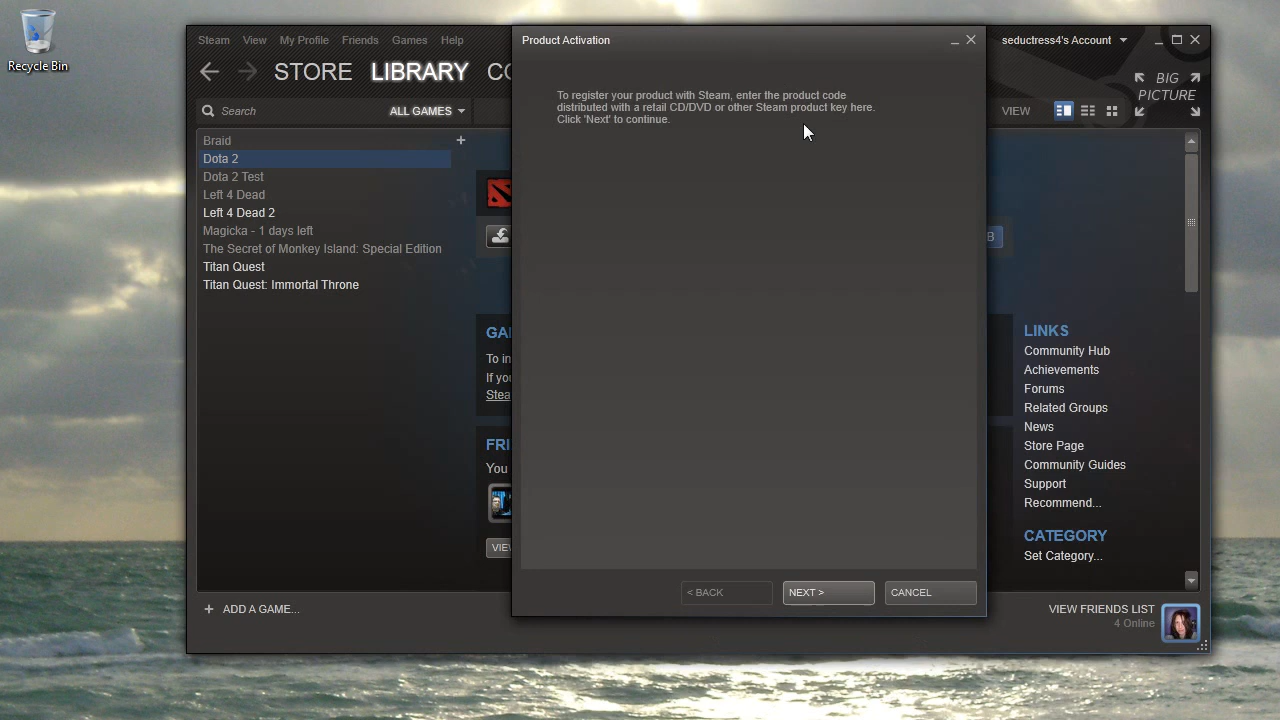 Recycle Bin
Steam View My Profile Friends Games Help
Product Activation
seductress4's Account
STORE LIBRARY
BIG
PICTURE
Search
ALL GAMES
VIEW
To register your product with Steam, enter the product code
distributed with a retail CD/DVD or other Steam product key here.
Click 'Next' to continue.
Braid
Dota 2
Dota 2 Test
Left 4 Dead
Left 4 Dead 2
Magicka - 1 days left
The Secret of Monkey Island: Special Edition
Titan Quest
Titan Quest: Immortal Throne
To in
If you
You
LINKS
Community Hub
Achievements
Forums
Related Groups
News
Store Page
Community Guides
Support
Recommend...
CATEGORY
Set Category...
< BACK
NEXT >
CANCEL
+ ADD A GAME...
VIEW FRIENDS LIST
4 Online